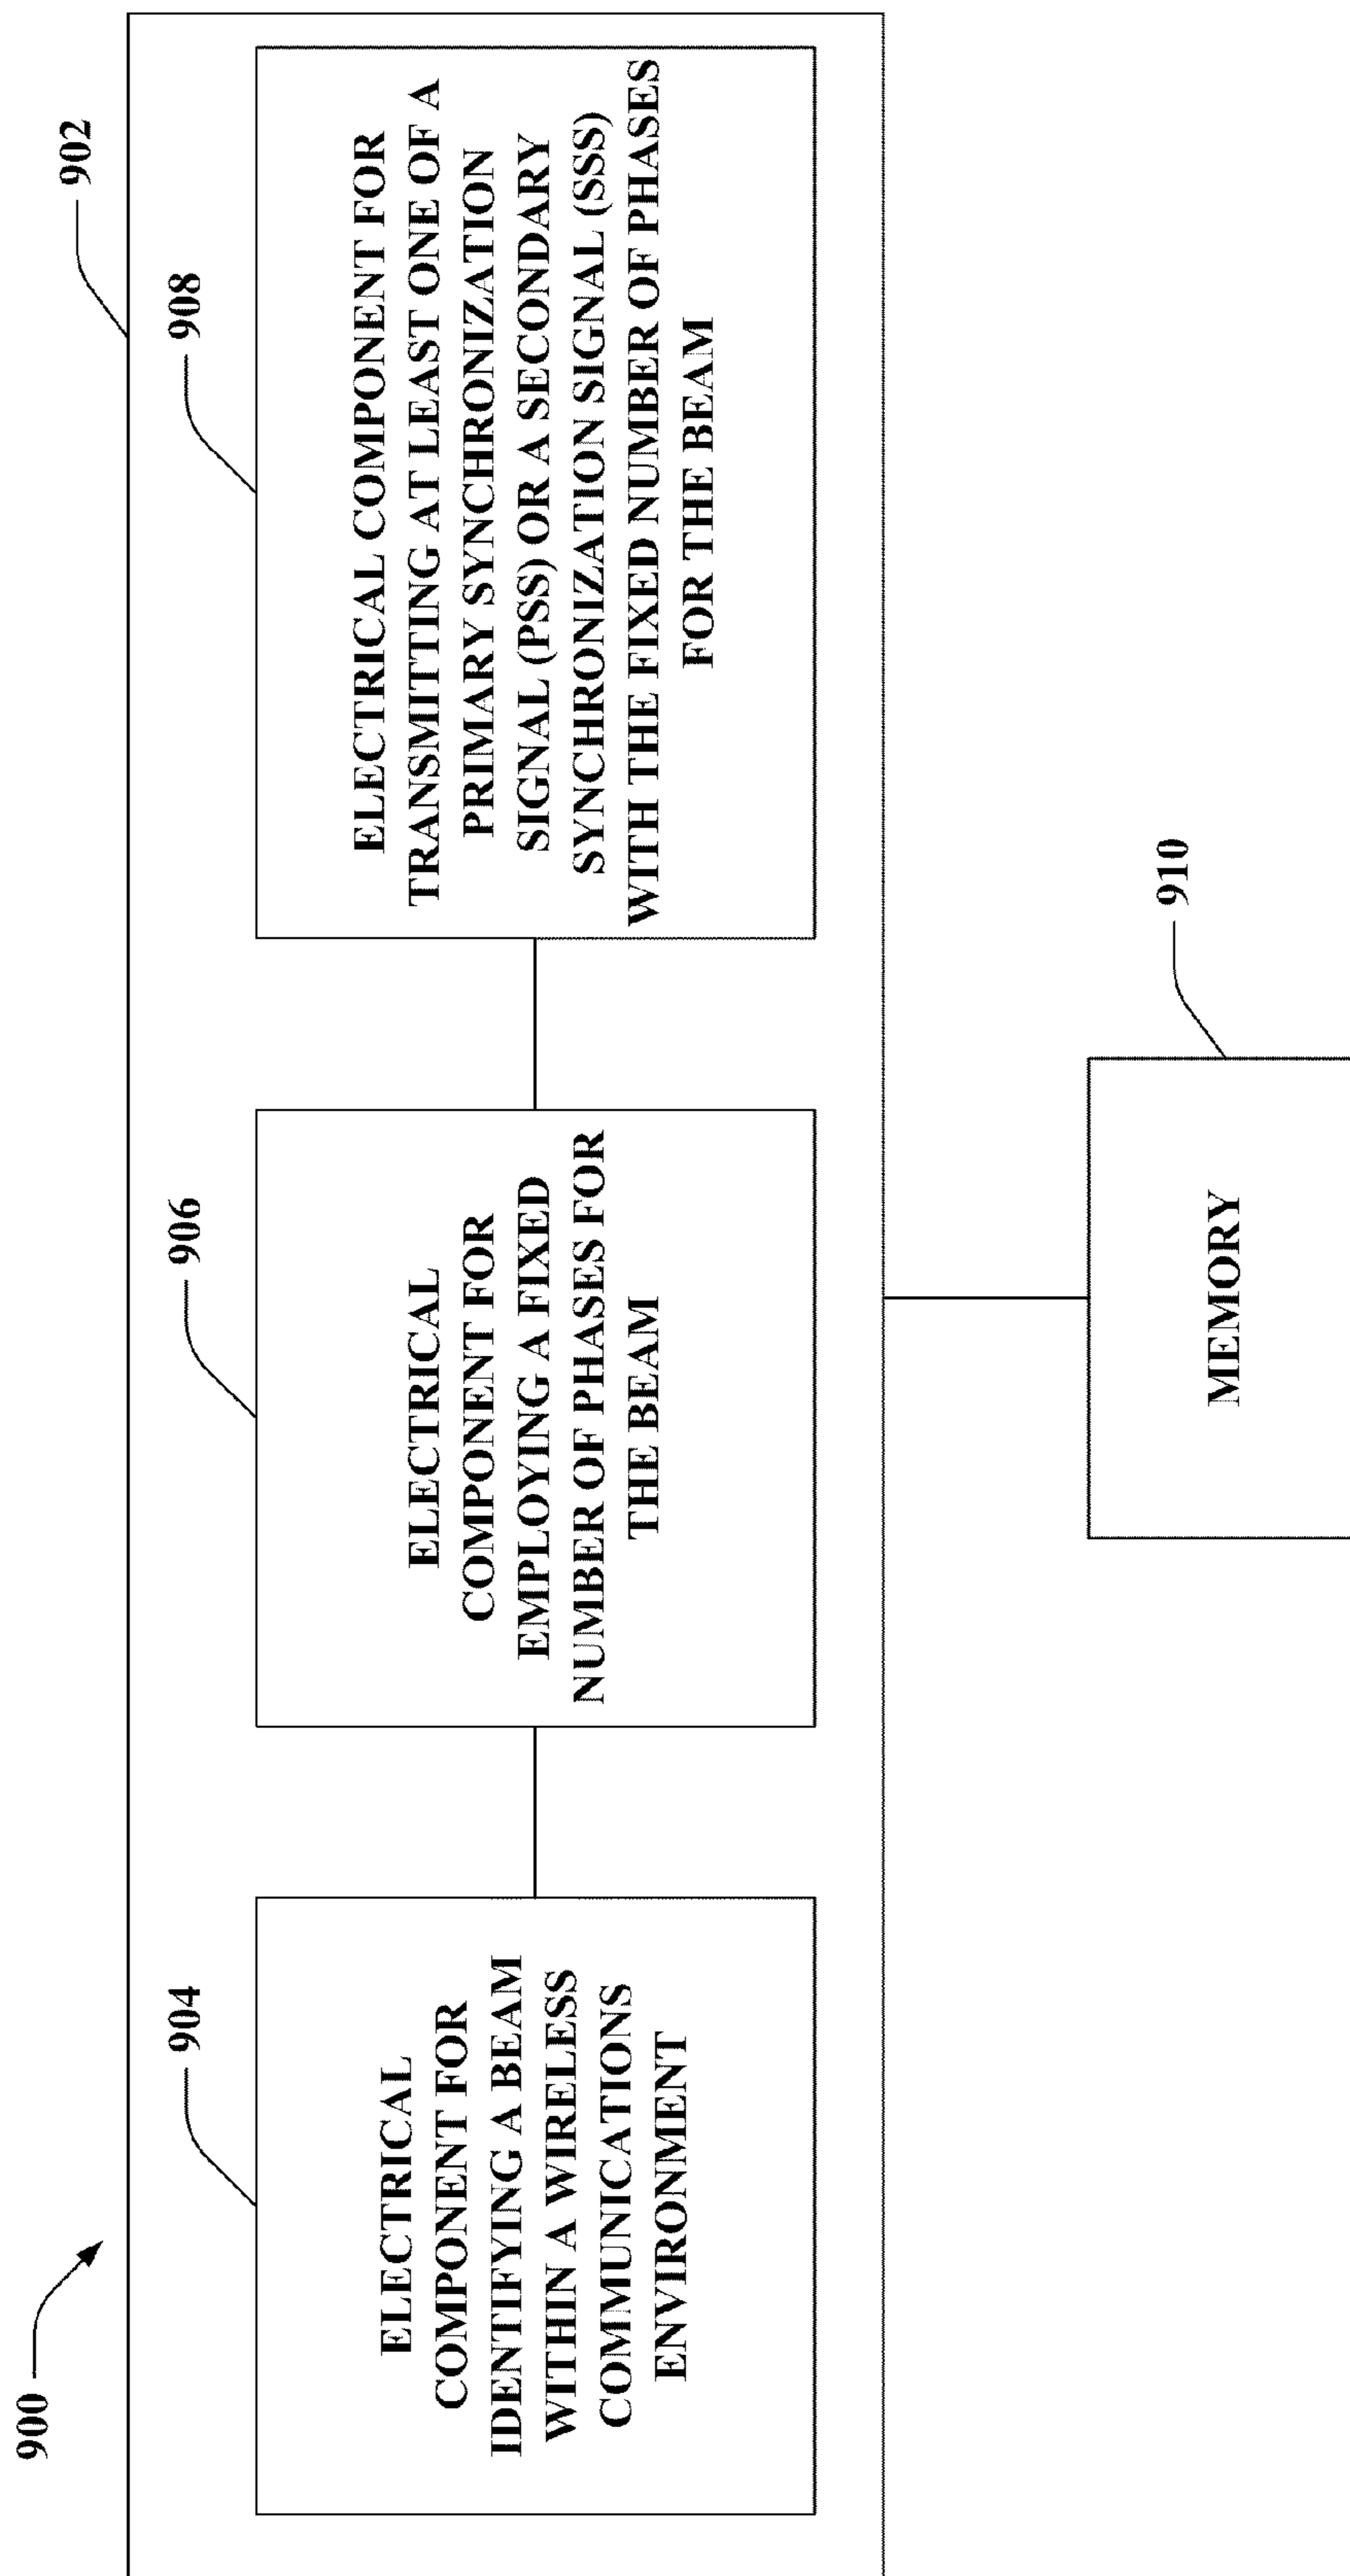 900
902
904
ELECTRICAL
COMPONENT FOR
IDENTIFYING A BEAM
WITHIN A WIRELESS
COMMUNICATIONS
ENVIRONMENT
906
ELECTRICAL
COMPONENT FOR
EMPLOYING A FIXED
NUMBER OF PHASES FOR
THE BEAM
908
ELECTRICAL COMPONENT FOR
TRANSMITTING AT LEAST ONE OF A
PRIMARY SYNCHRONIZATION
SIGNAL (PSS) OR A SECONDARY
SYNCHRONIZATION SIGNAL (SSS)
WITH THE FIXED NUMBER OF PHASES
FOR THE BEAM
910
MEMORY